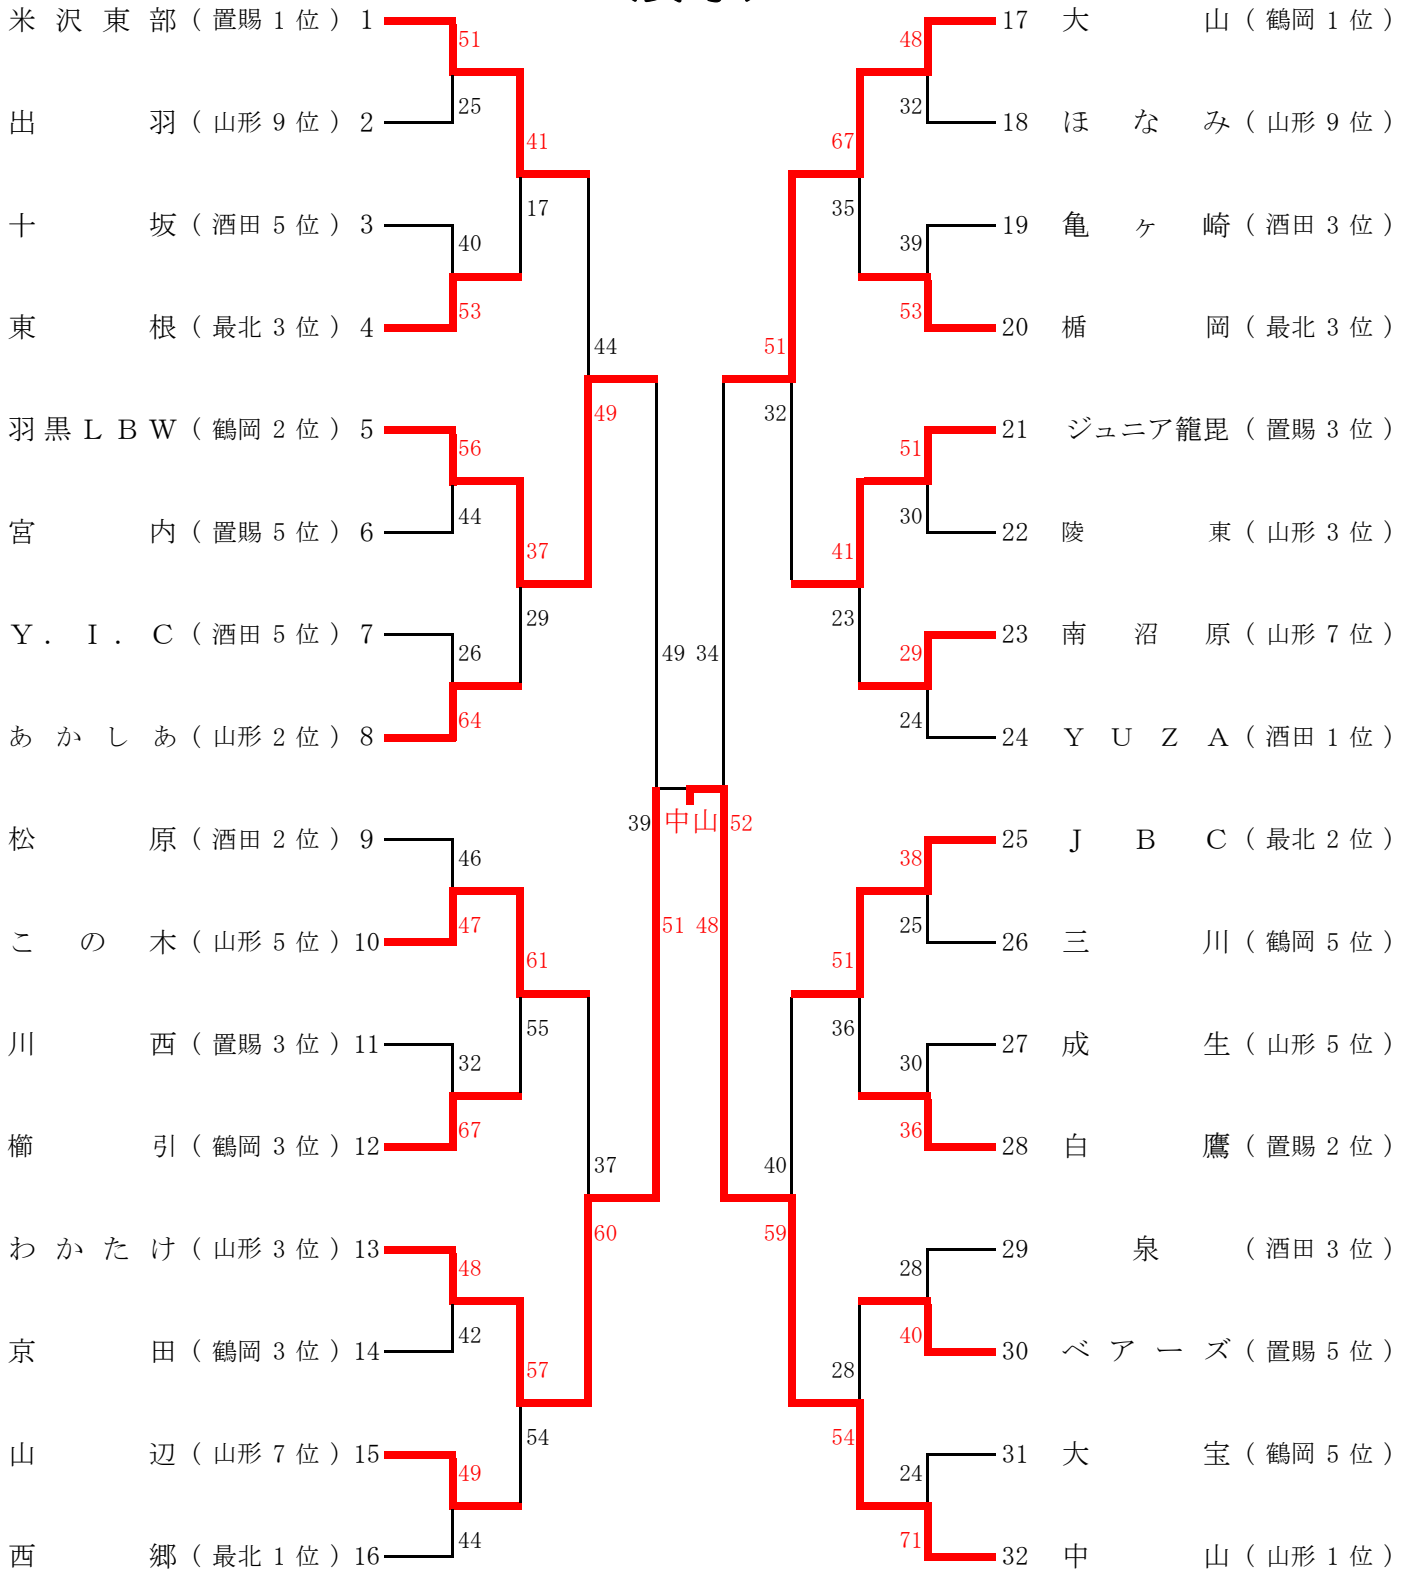 米沢東部（置賜1位）1
51
25
出羽（山形9位）2
41
17
十坂（酒田5位）3
40
53
東根（最北3位）4
44
49
羽黒LBW（鶴岡2位）5
56
44
宮内（置賜5位）6
37
29
Y．I．C（酒田5位）7
26
64
あかしあ（山形2位）8
49 34
39 中山 52
51 48
松原（酒田2位）9
46
47
この木（山形5位）10
61
55
川西（置賜3位）11
32
67
櫛引（鶴岡3位）12
37
60
わかたけ（山形3位）13
48
42
京田（鶴岡3位）14
57
54
山辺（山形7位）15
49
44
西郷（最北1位）16
17 大山（鶴岡1位）
48
32
18 ほなみ（山形9位）
67
35
19 亀ヶ崎（酒田3位）
39
53
20 楯岡（最北3位）
51
32
21 ジュニア籠毘（置賜3位）
51
30
22 陵東（山形3位）
41
23
23 南沼原（山形7位）
29
24
24 YUZA（酒田1位）
25 JBC（最北2位）
38
25
26 三川（鶴岡5位）
51
36
27 成生（山形5位）
30
36
28 白鷹（置賜2位）
40
59
29 泉（酒田3位）
28
40
30 ベアーズ（置賜5位）
28
54
31 大宝（鶴岡5位）
24
71
32 中山（山形1位）